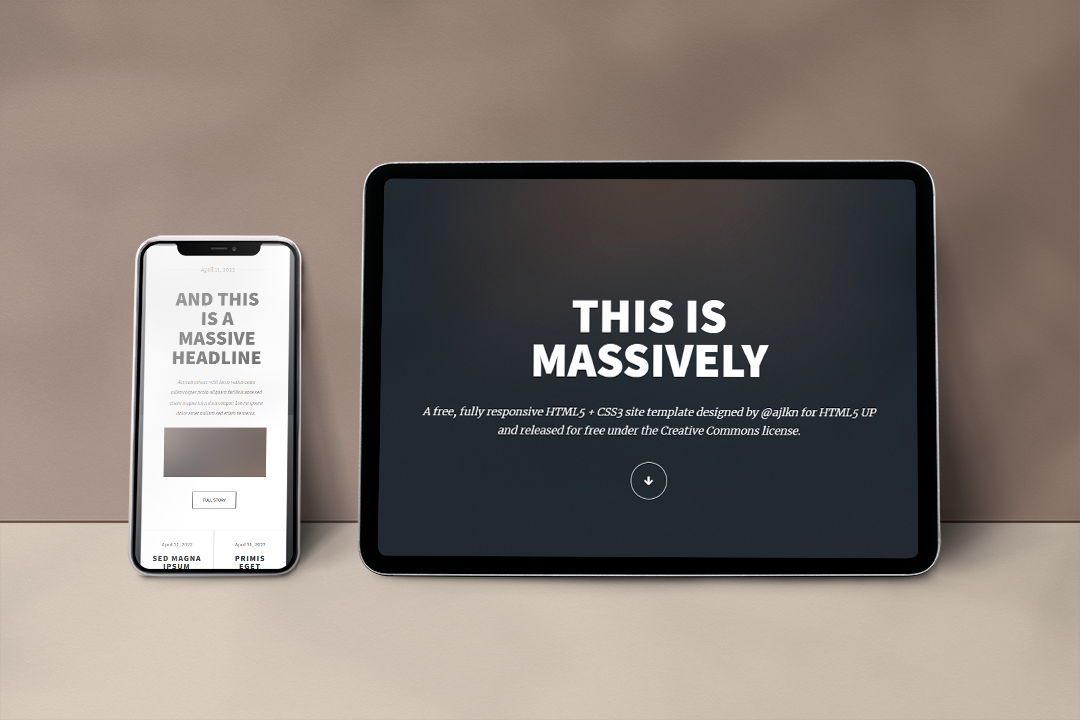 April 11, 2022
AND THIS
IS A
MASSIVE
HEADLINE
FULL STORY
April 11, 2022
April 11, 2022
SED MAGNA
IPSUM
PRIMIS
EGET
THIS IS
MASSIVELY
A free, fully responsive HTML5 + CSS3 site template designed by @ajlkn for HTML5 UP
and released for free under the Creative Commons license.